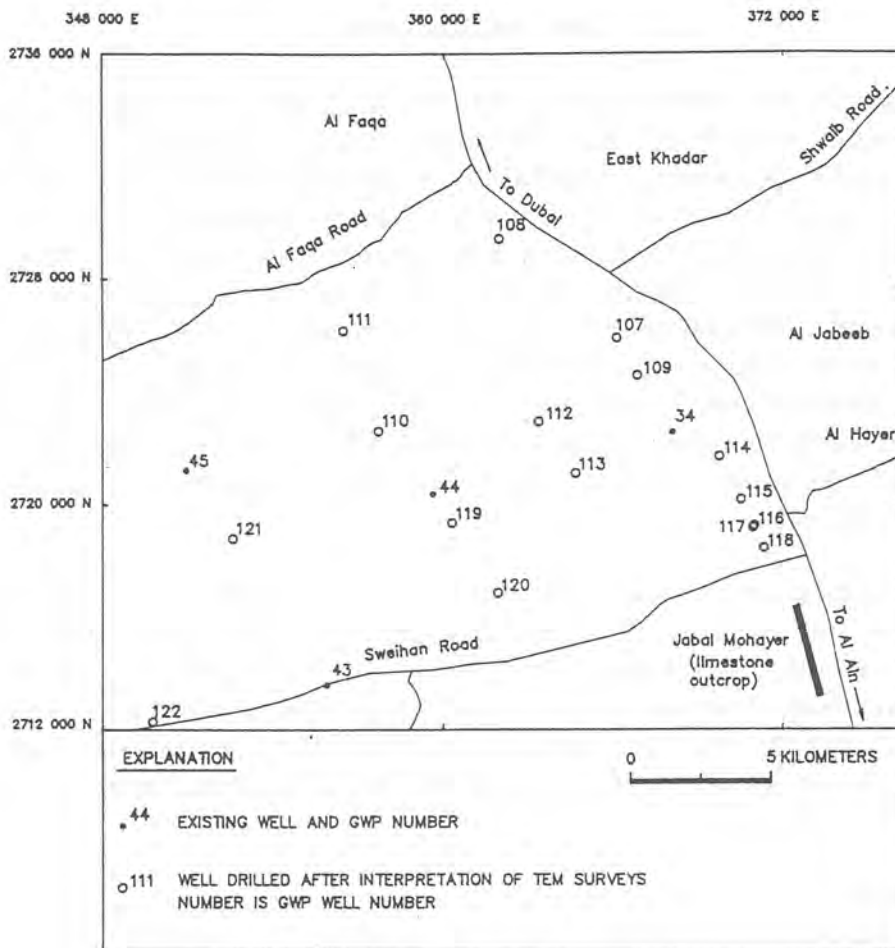 348 000 E
380 000 E
372 000 E
2736 000 N
Al Faqa
East Khadar
Shwaib Road.
To Dubai
108
Al Faqa Road
2728 000 N
111
107
Al Jabeeb
109
112
34
110
Al Hayer
114
45
113
44
2720 000 N
115
119
117
116
121
118
120
Sweihan Road
Jabal Mohayer
(limestone
outcrop)
To Al Ain
43
122
2712 000 N
EXPLANATION
0
5 KILOMETERS
44
EXISTING WELL AND GWP NUMBER
111
WELL DRILLED AFTER INTERPRETATION OF TEM SURVEYS
NUMBER IS GWP WELL NUMBER